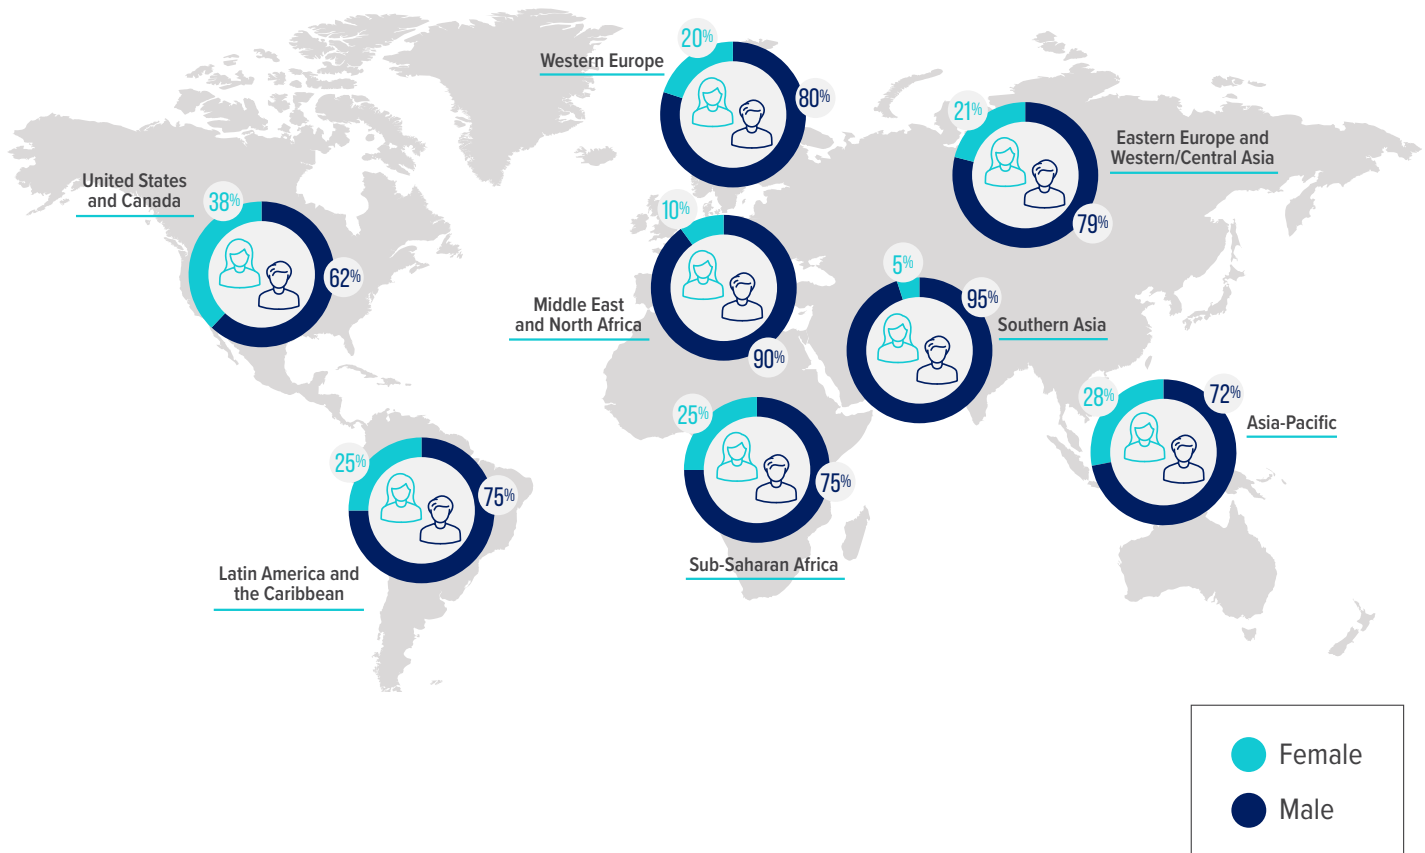 20%
Western Europe
80%
21%
Eastern Europe and
Western/Central Asia
79%
United States
and Canada
38%
62%
10%
Middle East
and North Africa
90%
5%
95%
Southern Asia
28%
72%
Asia-Pacific
25%
75%
Sub-Saharan Africa
25%
75%
Latin America and
the Caribbean
Female
Male